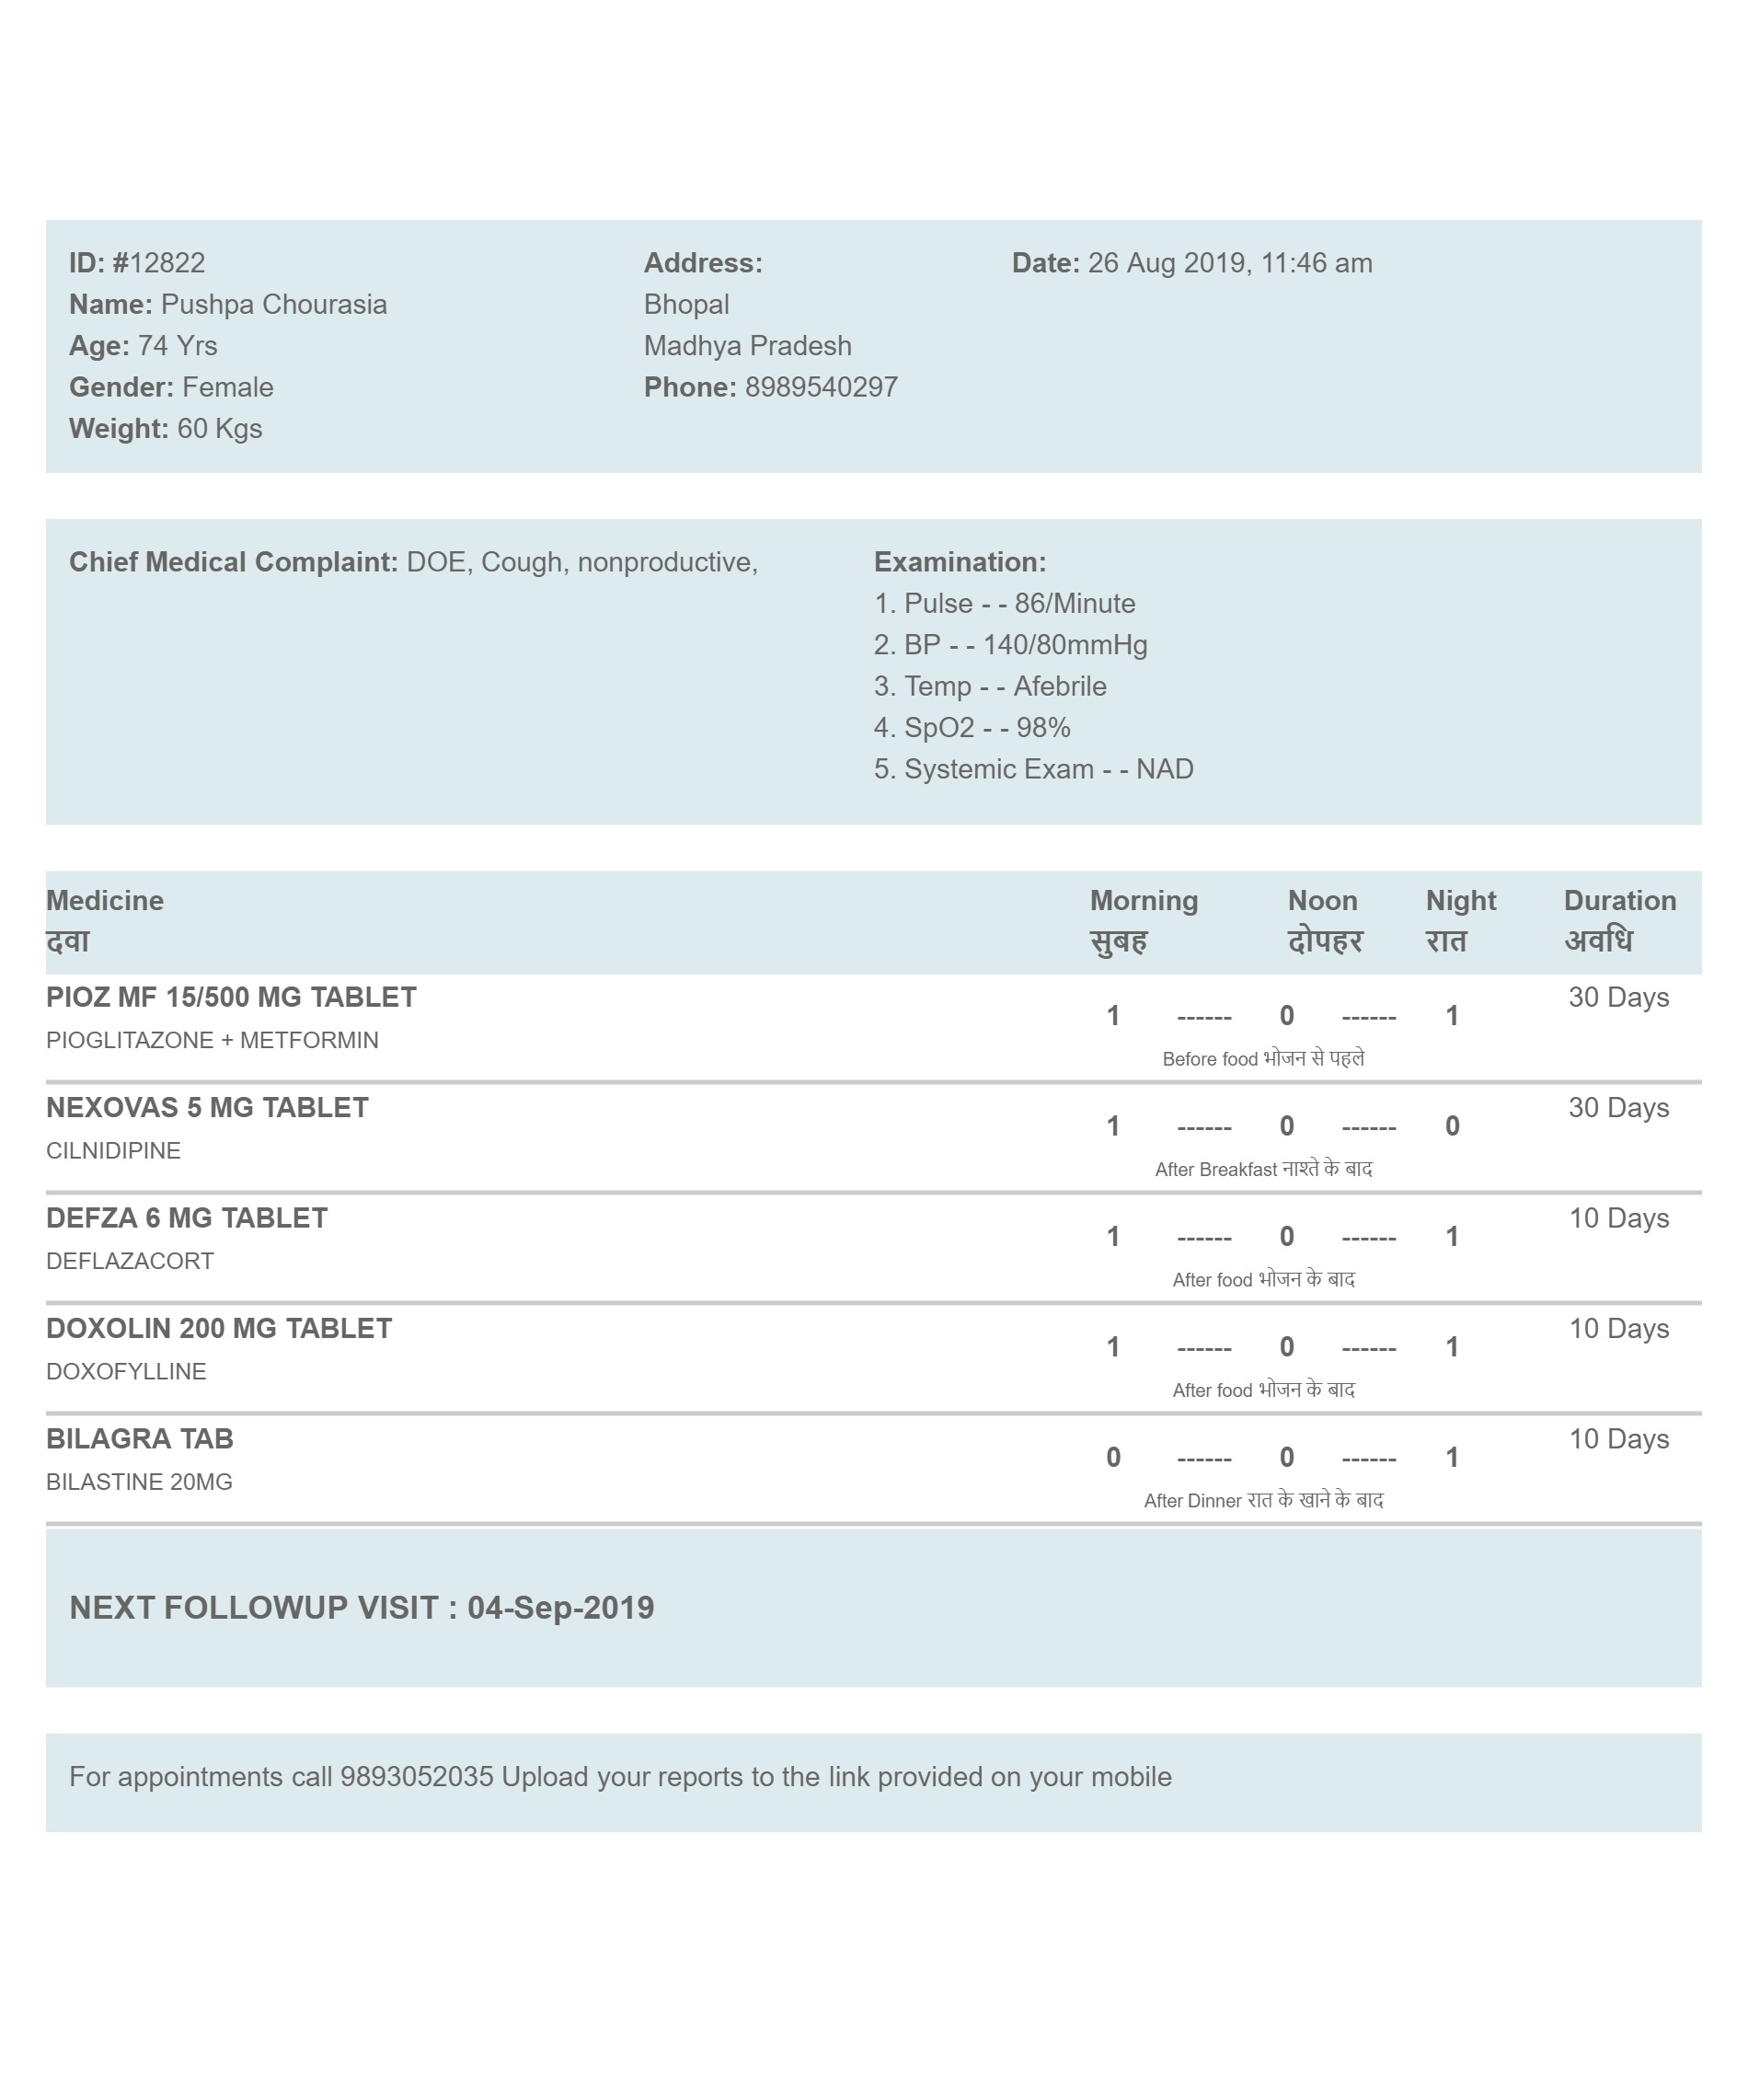 ID: #12822
Name: Pushpa Chourasia
Age: 74 Yrs
Gender: Female
Weight: 60 Kgs
Address:
Bhopal
Madhya Pradesh
Phone: 8989540297
Date: 26 Aug 2019, 11:46 am
Chief Medical Complaint: DOE, Cough, nonproductive,
Examination:
1. Pulse - - 86/Minute
2. BP - - 140/80mmHg
3. Temp - - Afebrile
4. SpO2 - - 98%
5. Systemic Exam - - NAD
Medicine Morning Noon Night Duration
दवा सुबह दोपहर रात अवधि
PIOZ MF 15/500 MG TABLET 30 Days
1 ------ 0 ------ 1
PIOGLITAZONE + METFORMIN
Before food भोजन से पहले
NEXOVAS 5 MG TABLET 30 Days
1 ------ 0 ------ 0
CILNIDIPINE
After Breakfast नाश्ते के बाद
DEFZA 6 MG TABLET 10 Days
1 ------ 0 ------ 1
DEFLAZACORT
After food भोजन के बाद
DOXOLIN 200 MG TABLET 10 Days
1 ------ 0 ------ 1
DOXOFYLLINE
After food भोजन के बाद
BILAGRA TAB 10 Days
0 ------ 0 ------ 1
BILASTINE 20MG
After Dinner रात के खाने के बाद
NEXT FOLLOWUP VISIT : 04-Sep-2019
For appointments call 9893052035 Upload your reports to the link provided on your mobile